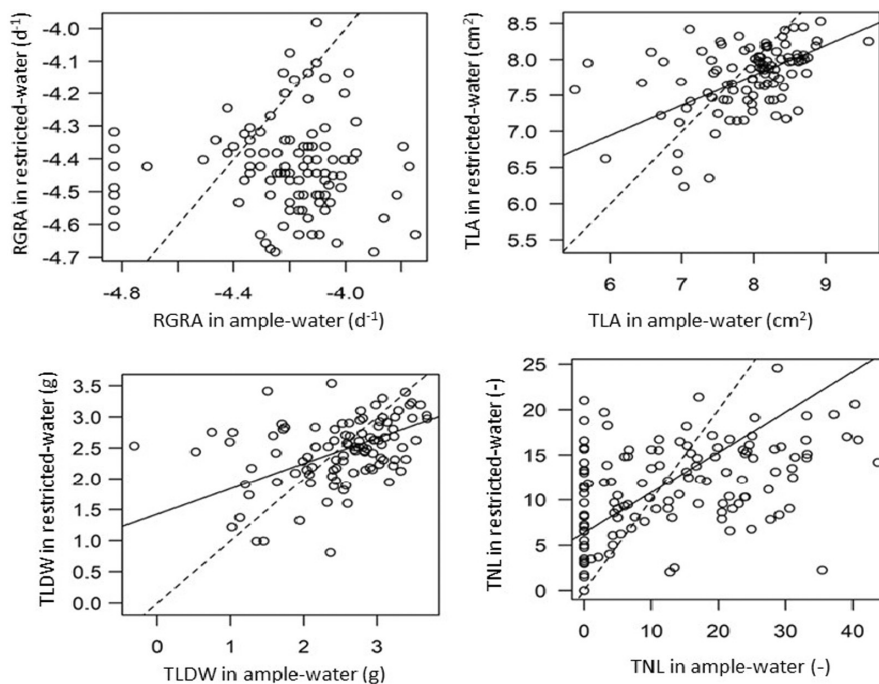 RGRA in restricted-water (d⁻¹)
-4.0
-4.1
-4.2
-4.3
-4.4
-4.5
-4.6
-4.7
-4.8 -4.4 -4.0
RGRA in ample-water (d⁻¹)
TLA in restricted-water (cm²)
8.5
8.0
7.5
7.0
6.5
6.0
5.5
6 7 8 9
TLA in ample-water (cm²)
TLDW in restricted-water (g)
3.5
3.0
2.5
2.0
1.5
1.0
0.5
0.0
0 1 2 3
TLDW in ample-water (g)
TNL in restricted-water (-)
25
20
15
10
5
0
0 10 20 30 40
TNL in ample-water (-)